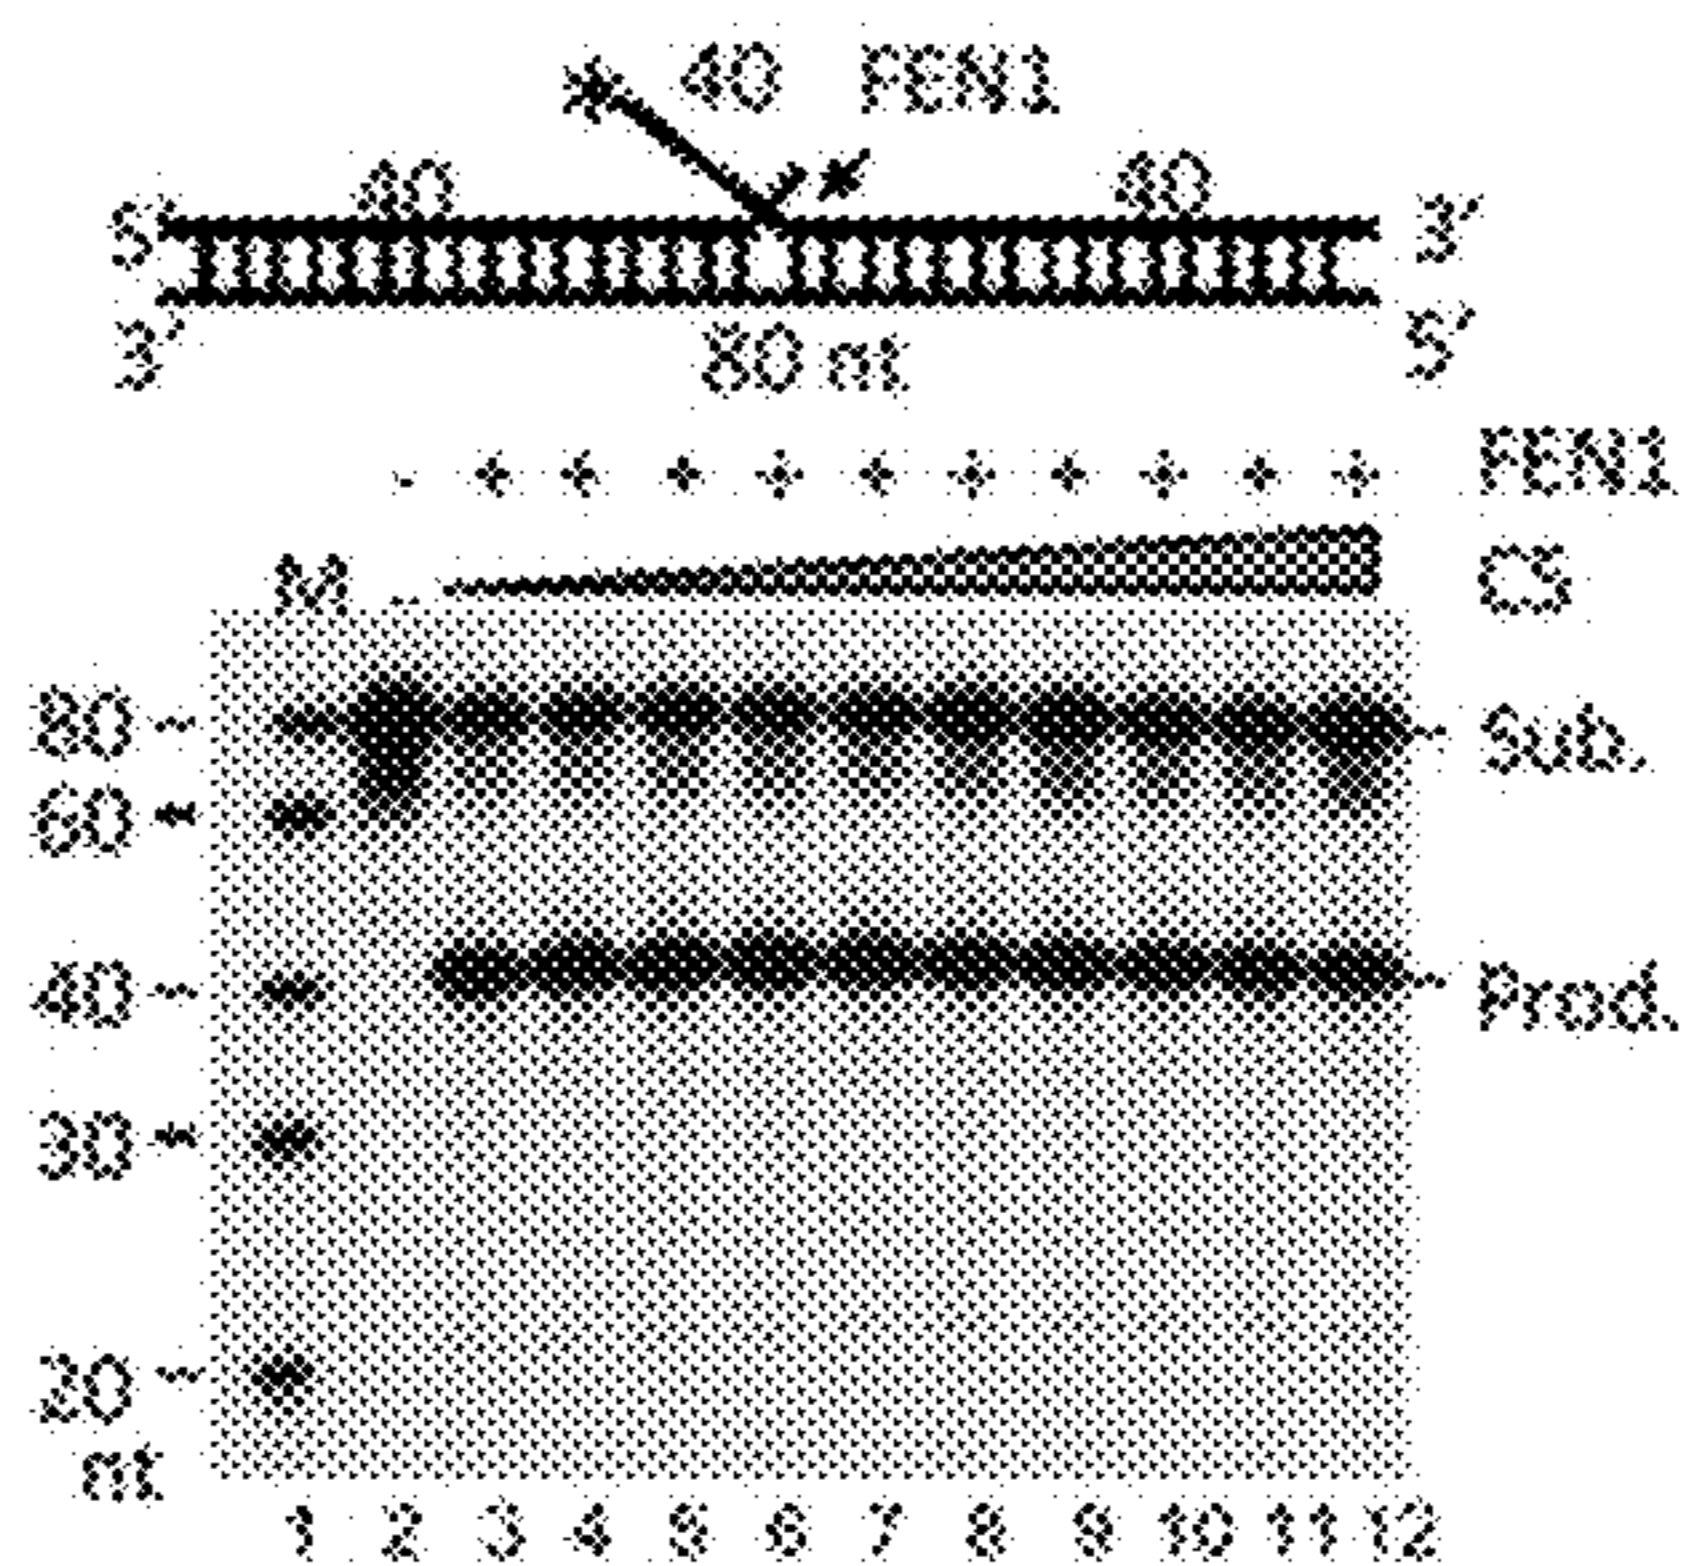 40 FEN1
40 40
5' 3'
3' 5'
80 nt
- + + + + + + + + + + FEN1
M - C5
80 - Sub.
60 -
40 - Prod.
30 -
20 -
nt
1 2 3 4 5 6 7 8 9 10 11 12